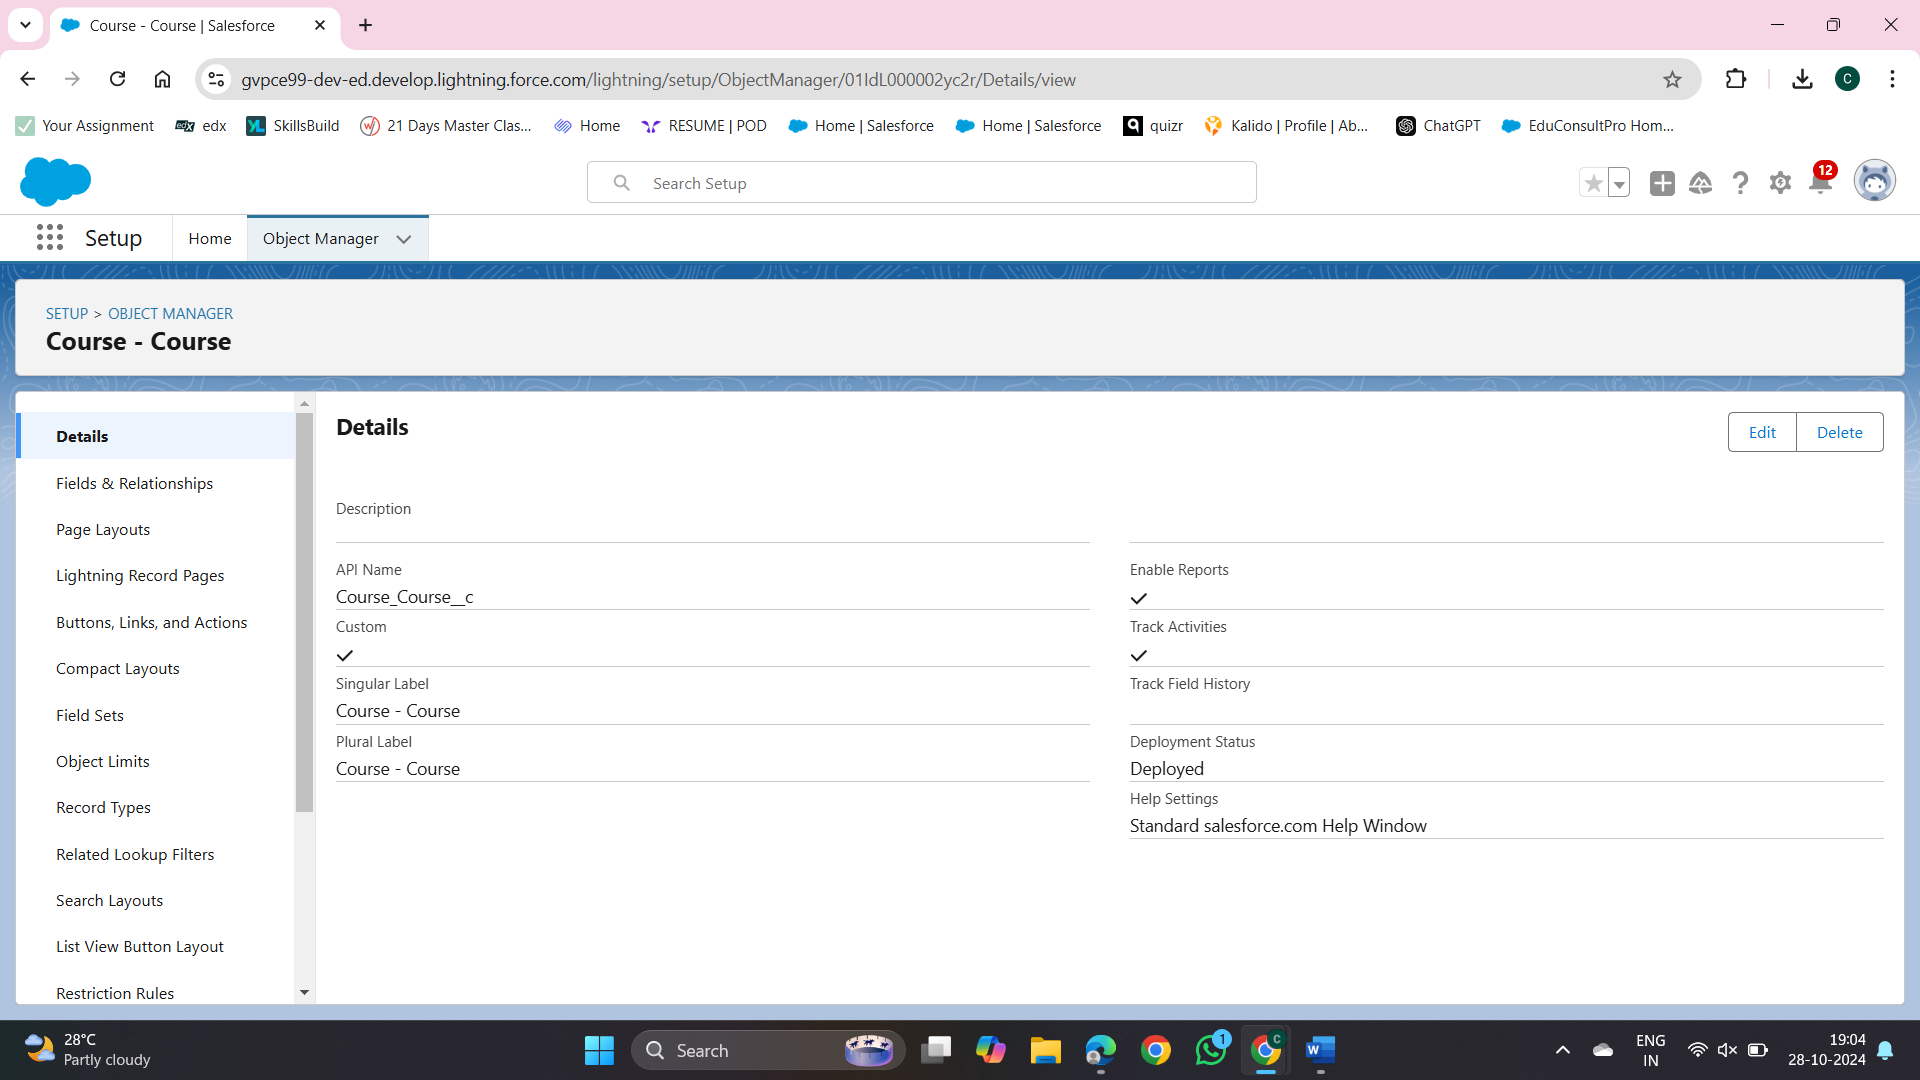 Course - Course | Salesforce
gvpce99-dev-ed.develop.lightning.force.com/lightning/setup/ObjectManager/01IdL000002yc2r/Details/view
C
Your Assignment
edX edx
YL SkillsBuild
21 Days Master Clas...
Home
RESUME | POD
Home | Salesforce
Home | Salesforce
quizr
Kalido | Profile | Ab...
ChatGPT
EduConsultPro Hom...
Search Setup
12
Setup
Home
Object Manager
SETUP > OBJECT MANAGER
Course - Course
Details
Fields & Relationships
Page Layouts
Lightning Record Pages
Buttons, Links, and Actions
Compact Layouts
Field Sets
Object Limits
Record Types
Related Lookup Filters
Search Layouts
List View Button Layout
Restriction Rules
Details
Edit
Delete
Description
API Name
Course_Course__c
Custom
Singular Label
Course - Course
Plural Label
Course - Course
Enable Reports
Track Activities
Track Field History
Deployment Status
Deployed
Help Settings
Standard salesforce.com Help Window
28°C
Partly cloudy
Search
1
C
W
ENG
IN
19:04
28-10-2024